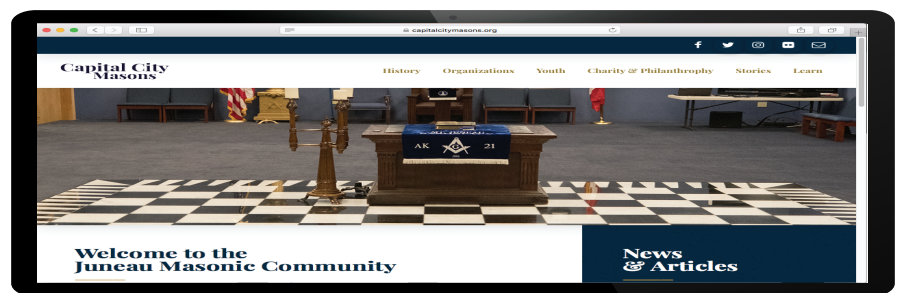 capitalcitymasons.org
Capital City
Masons
History Organizations Youth Charity & Philanthrophy Stories Learn
AK G 21
Welcome to the
Juneau Masonic Community
News
& Articles